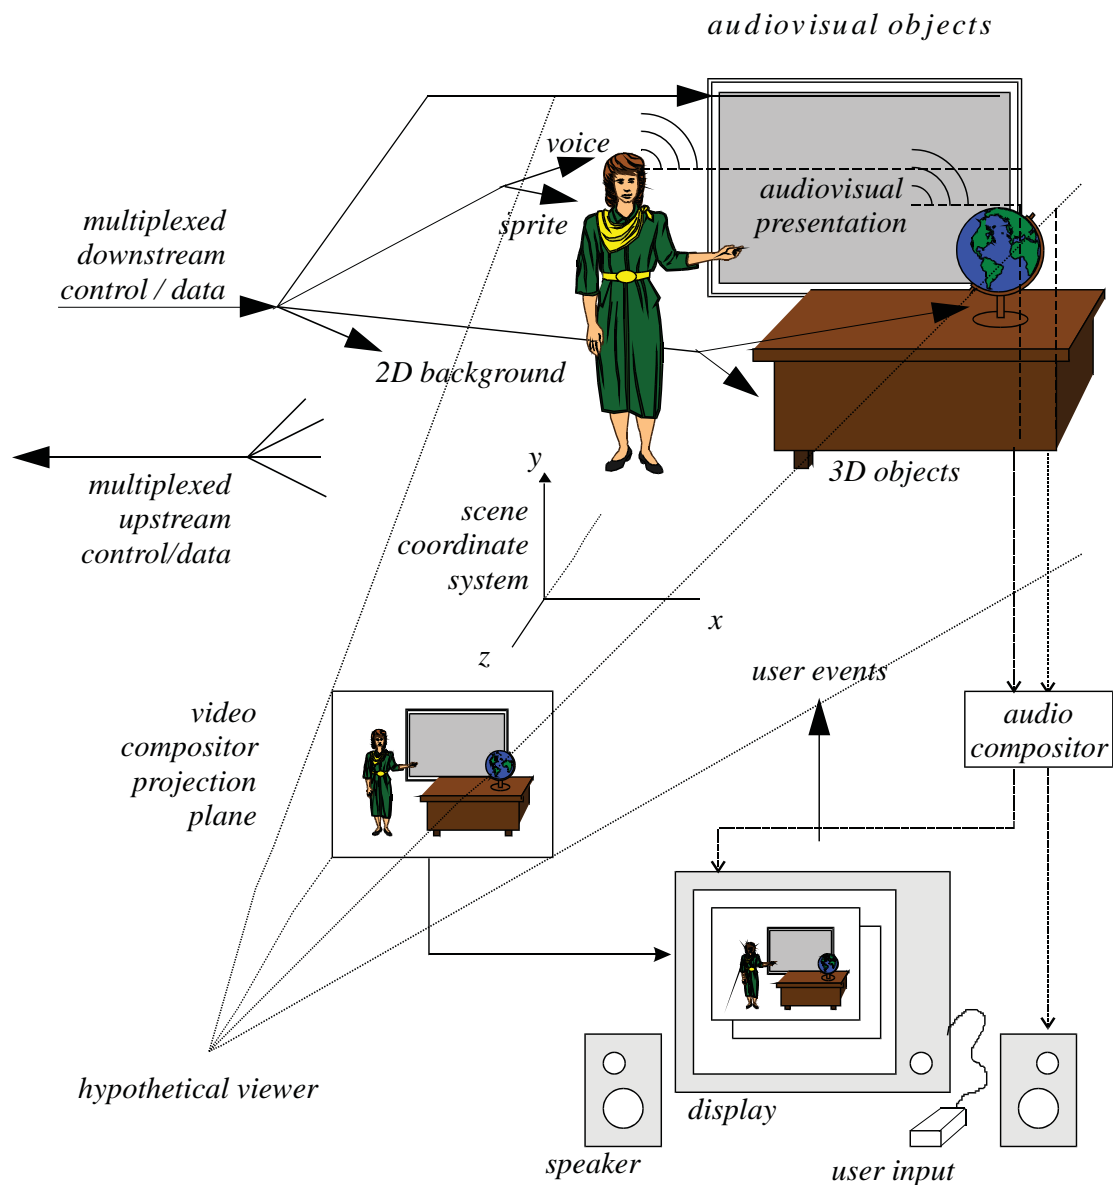 audiovisual objects
voice
sprite
audiovisual
presentation
multiplexed
downstream
control / data
2D background
3D objects
multiplexed
upstream
control/data
y
scene
coordinate
system
x
z
user events
video
compositor
projection
plane
audio
compositor
hypothetical viewer
display
speaker
user input